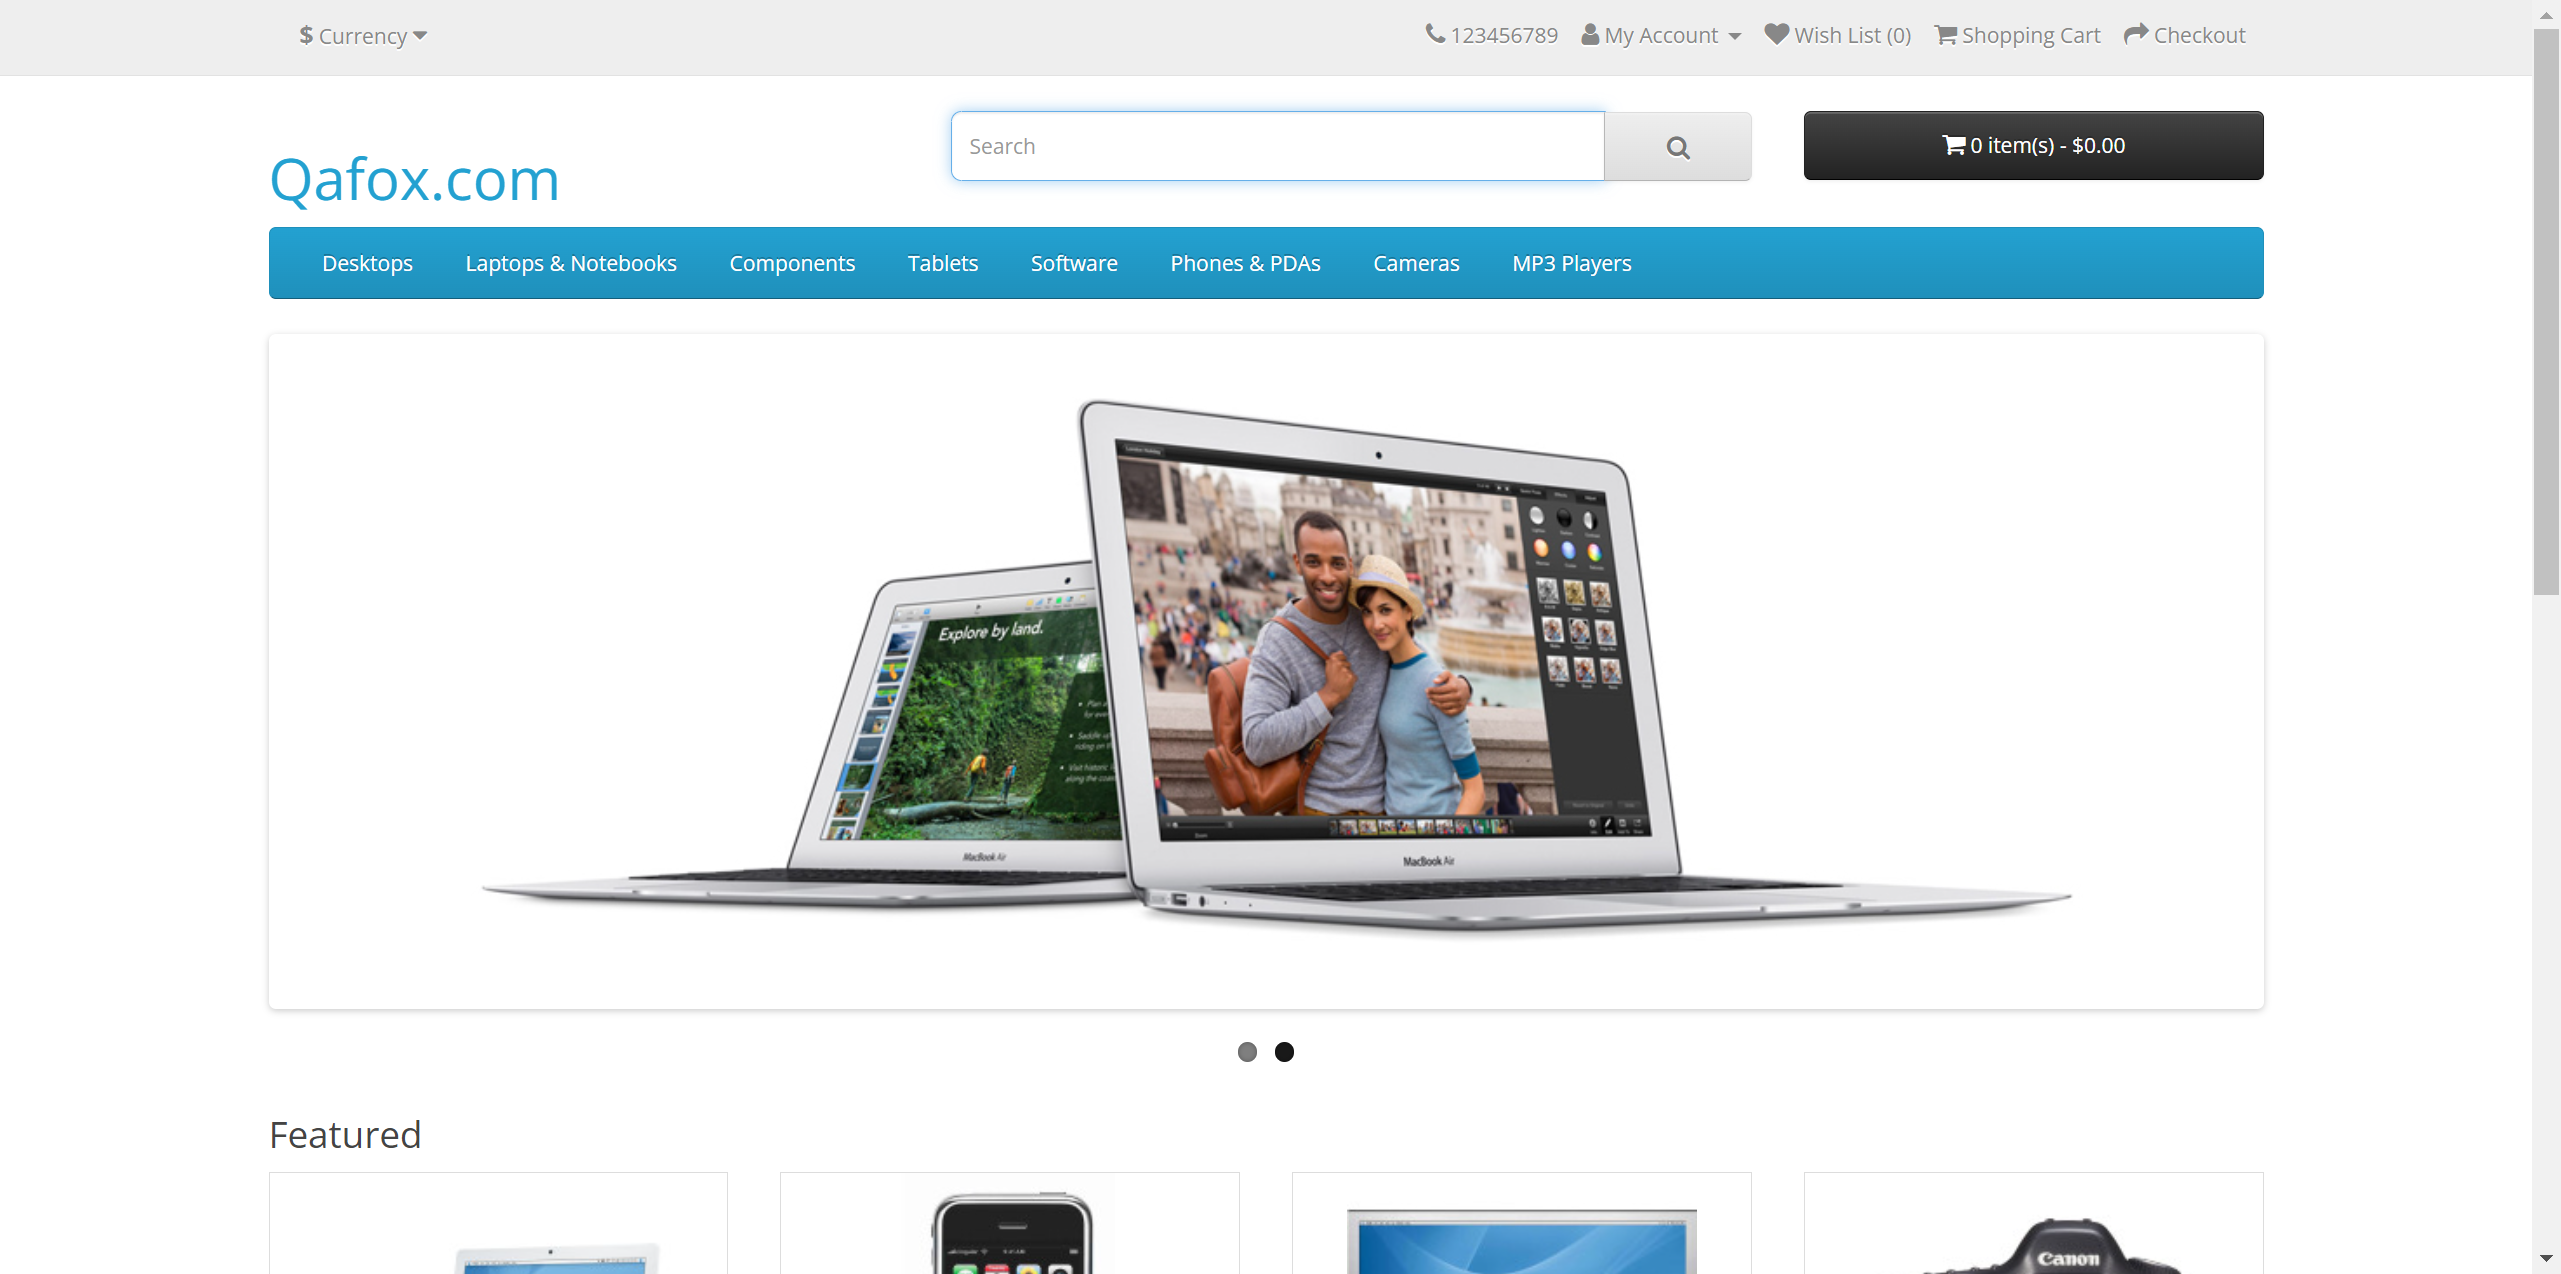 $ Currency
123456789 My Account Wish List (0) Shopping Cart Checkout
Search
0 item(s) - $0.00
Qafox.com
Desktops Laptops & Notebooks Components Tablets Software Phones & PDAs Cameras MP3 Players
Explore by land.
MacBook Air
MacBook Air
Featured
Canon